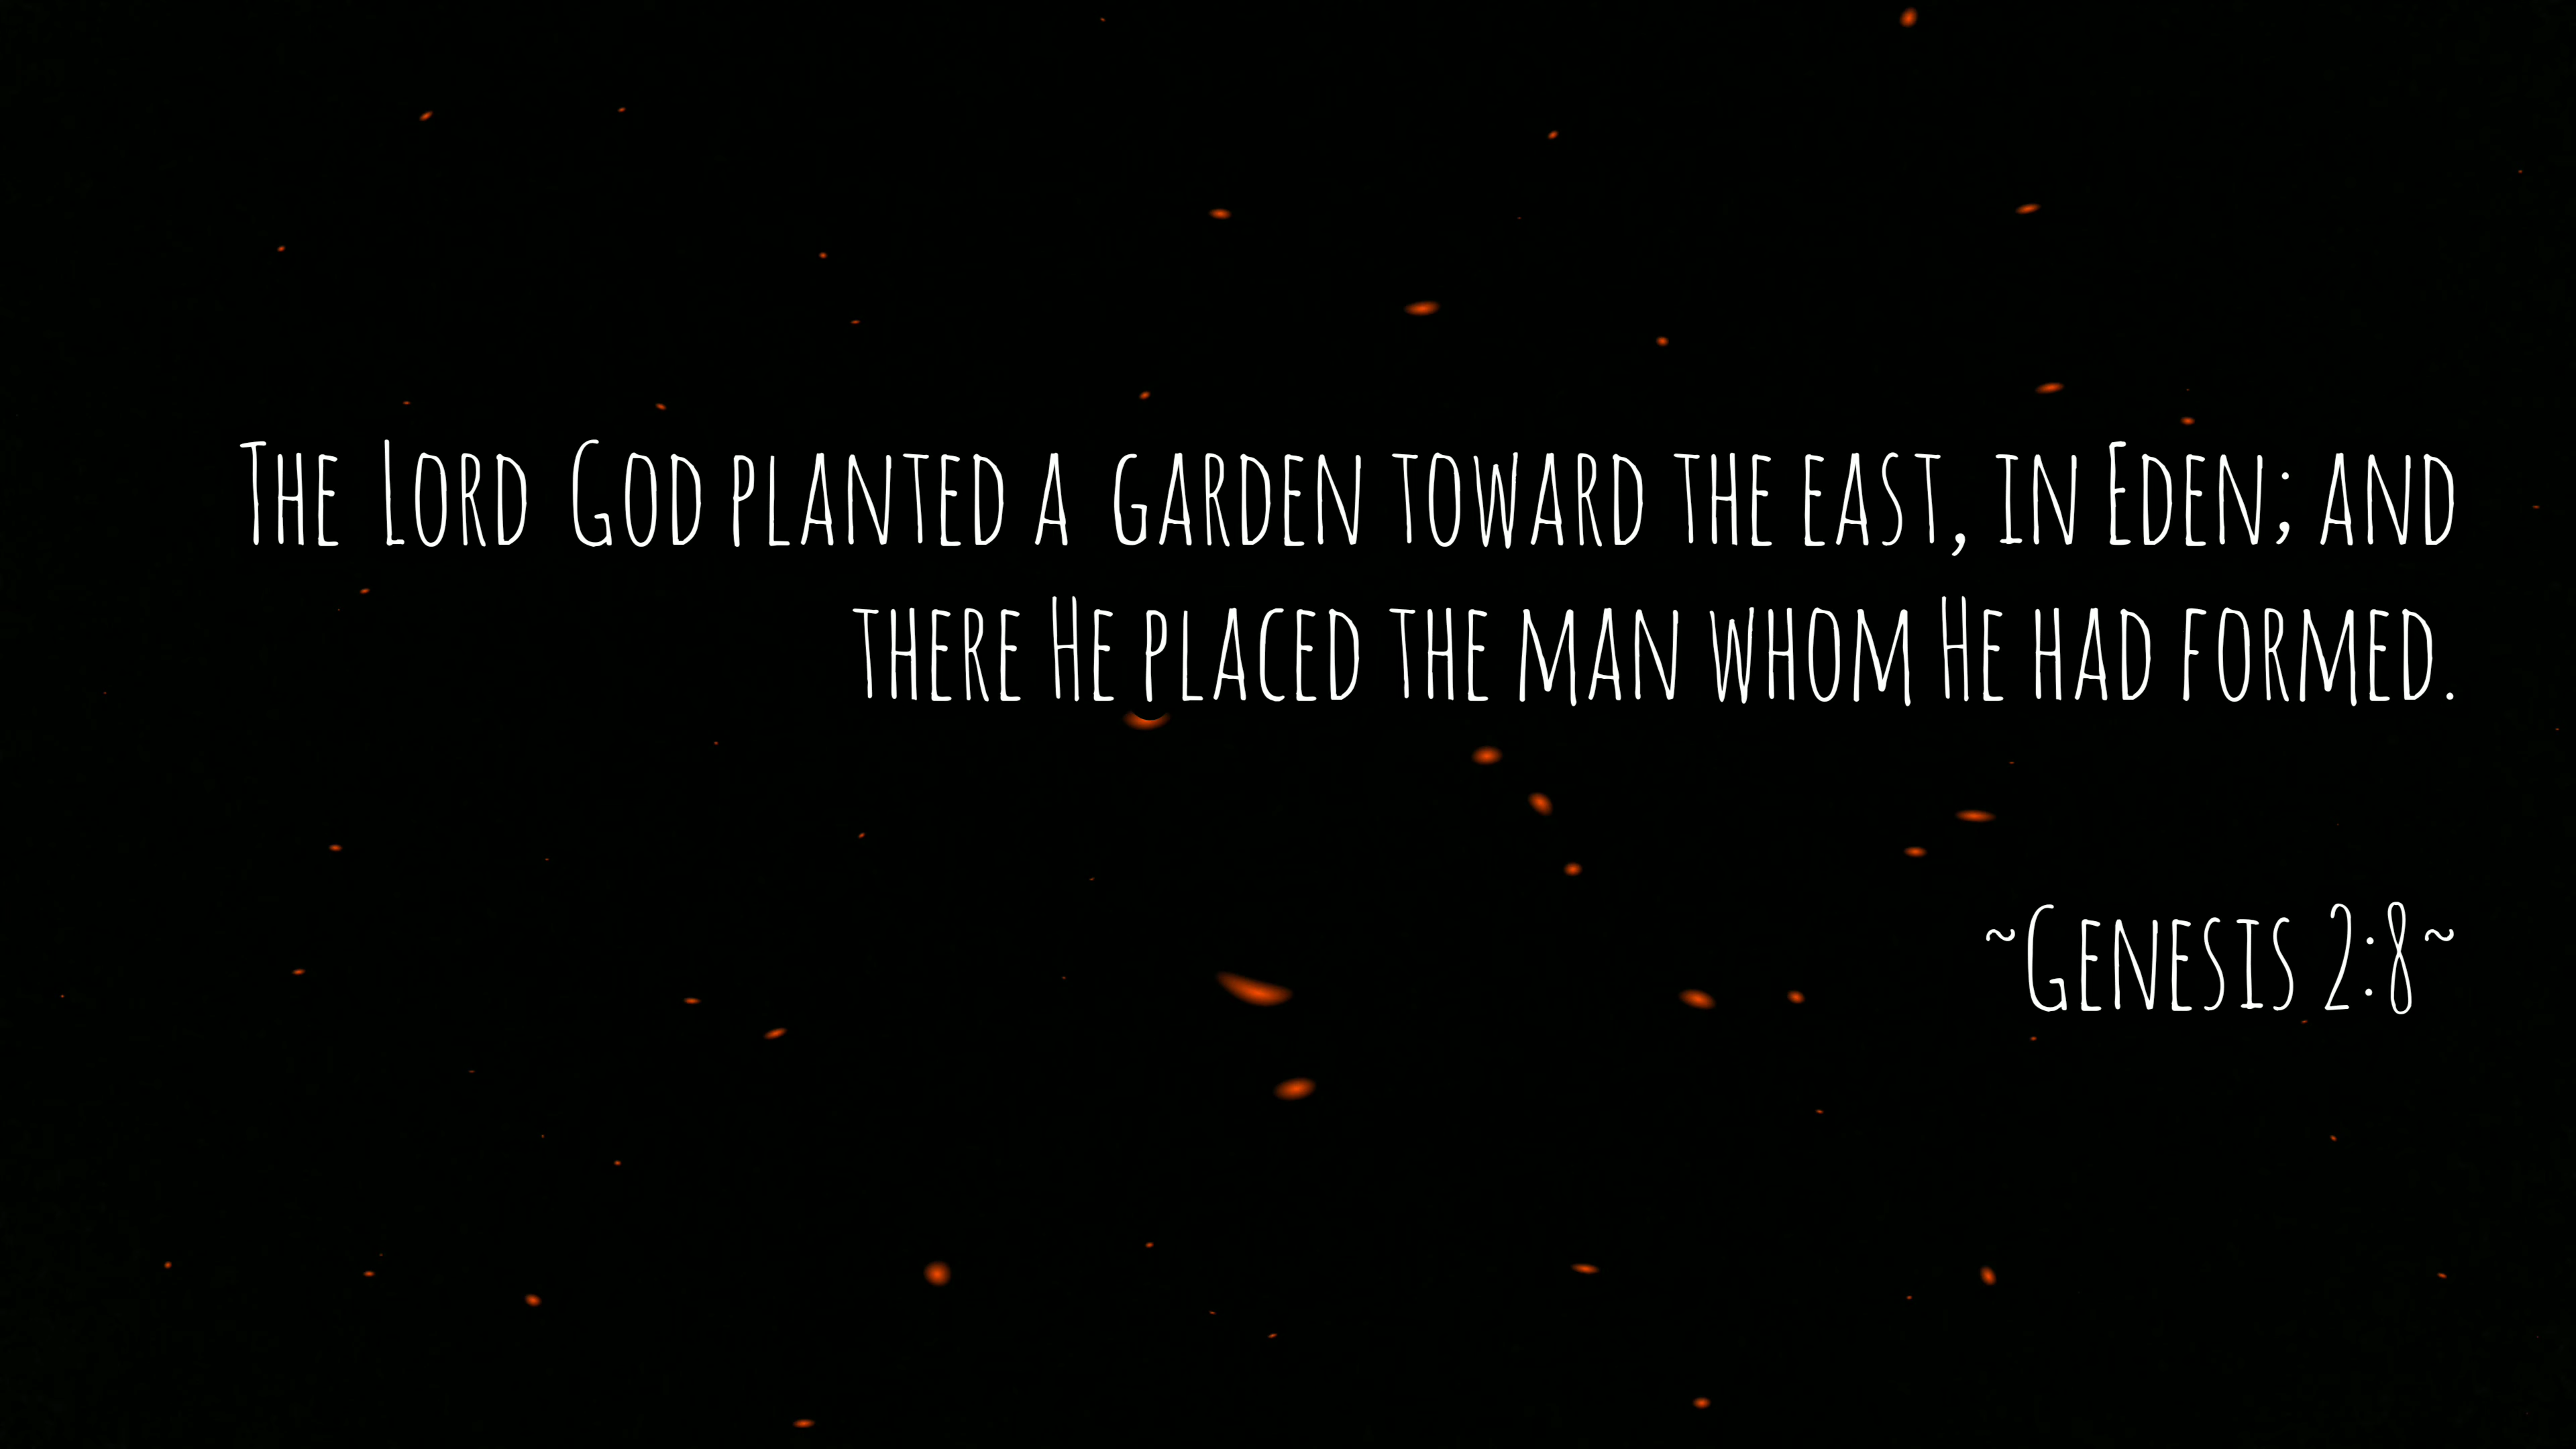 The Lord God planted a garden toward the east, in Eden; and
there He placed the man whom He had formed.
~Genesis 2:8~